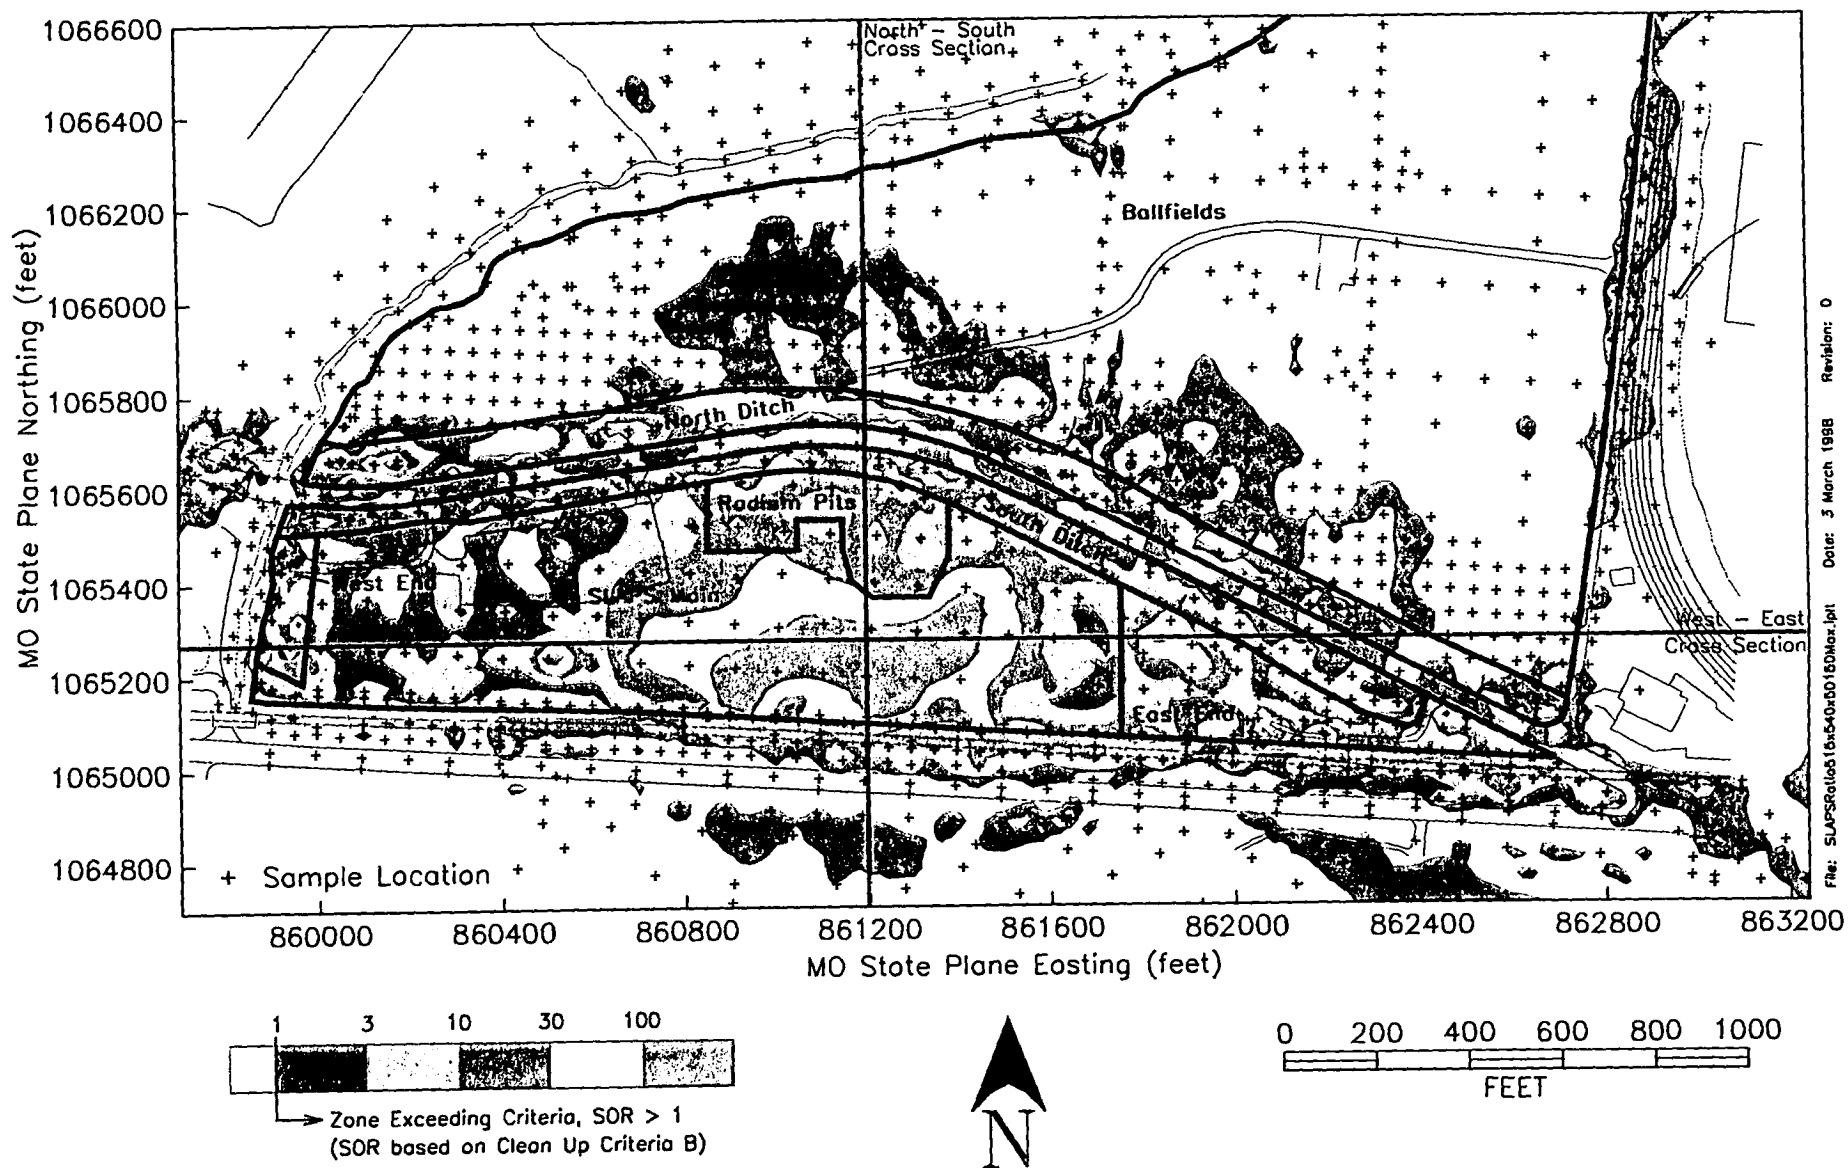 1066600
1066400
1066200
1066000
1065800
1065600
1065400
1065200
1065000
1064800
MO State Plane Northing (feet)
North - South
Cross Section
Ballfields
North Ditch
Radium Pits
South Ditch
West End
SLAPS Main
East End
West - East
Cross Section
+ Sample Location
860000 860400 860800 861200 861600 862000 862400 862800 863200
MO State Plane Easting (feet)
Date: 3 March 1998 Revision: 0
1 3 10 30 100
Zone Exceeding Criteria, SOR > 1
(SOR based on Clean Up Criteria B)
N
0 200 400 600 800 1000
FEET